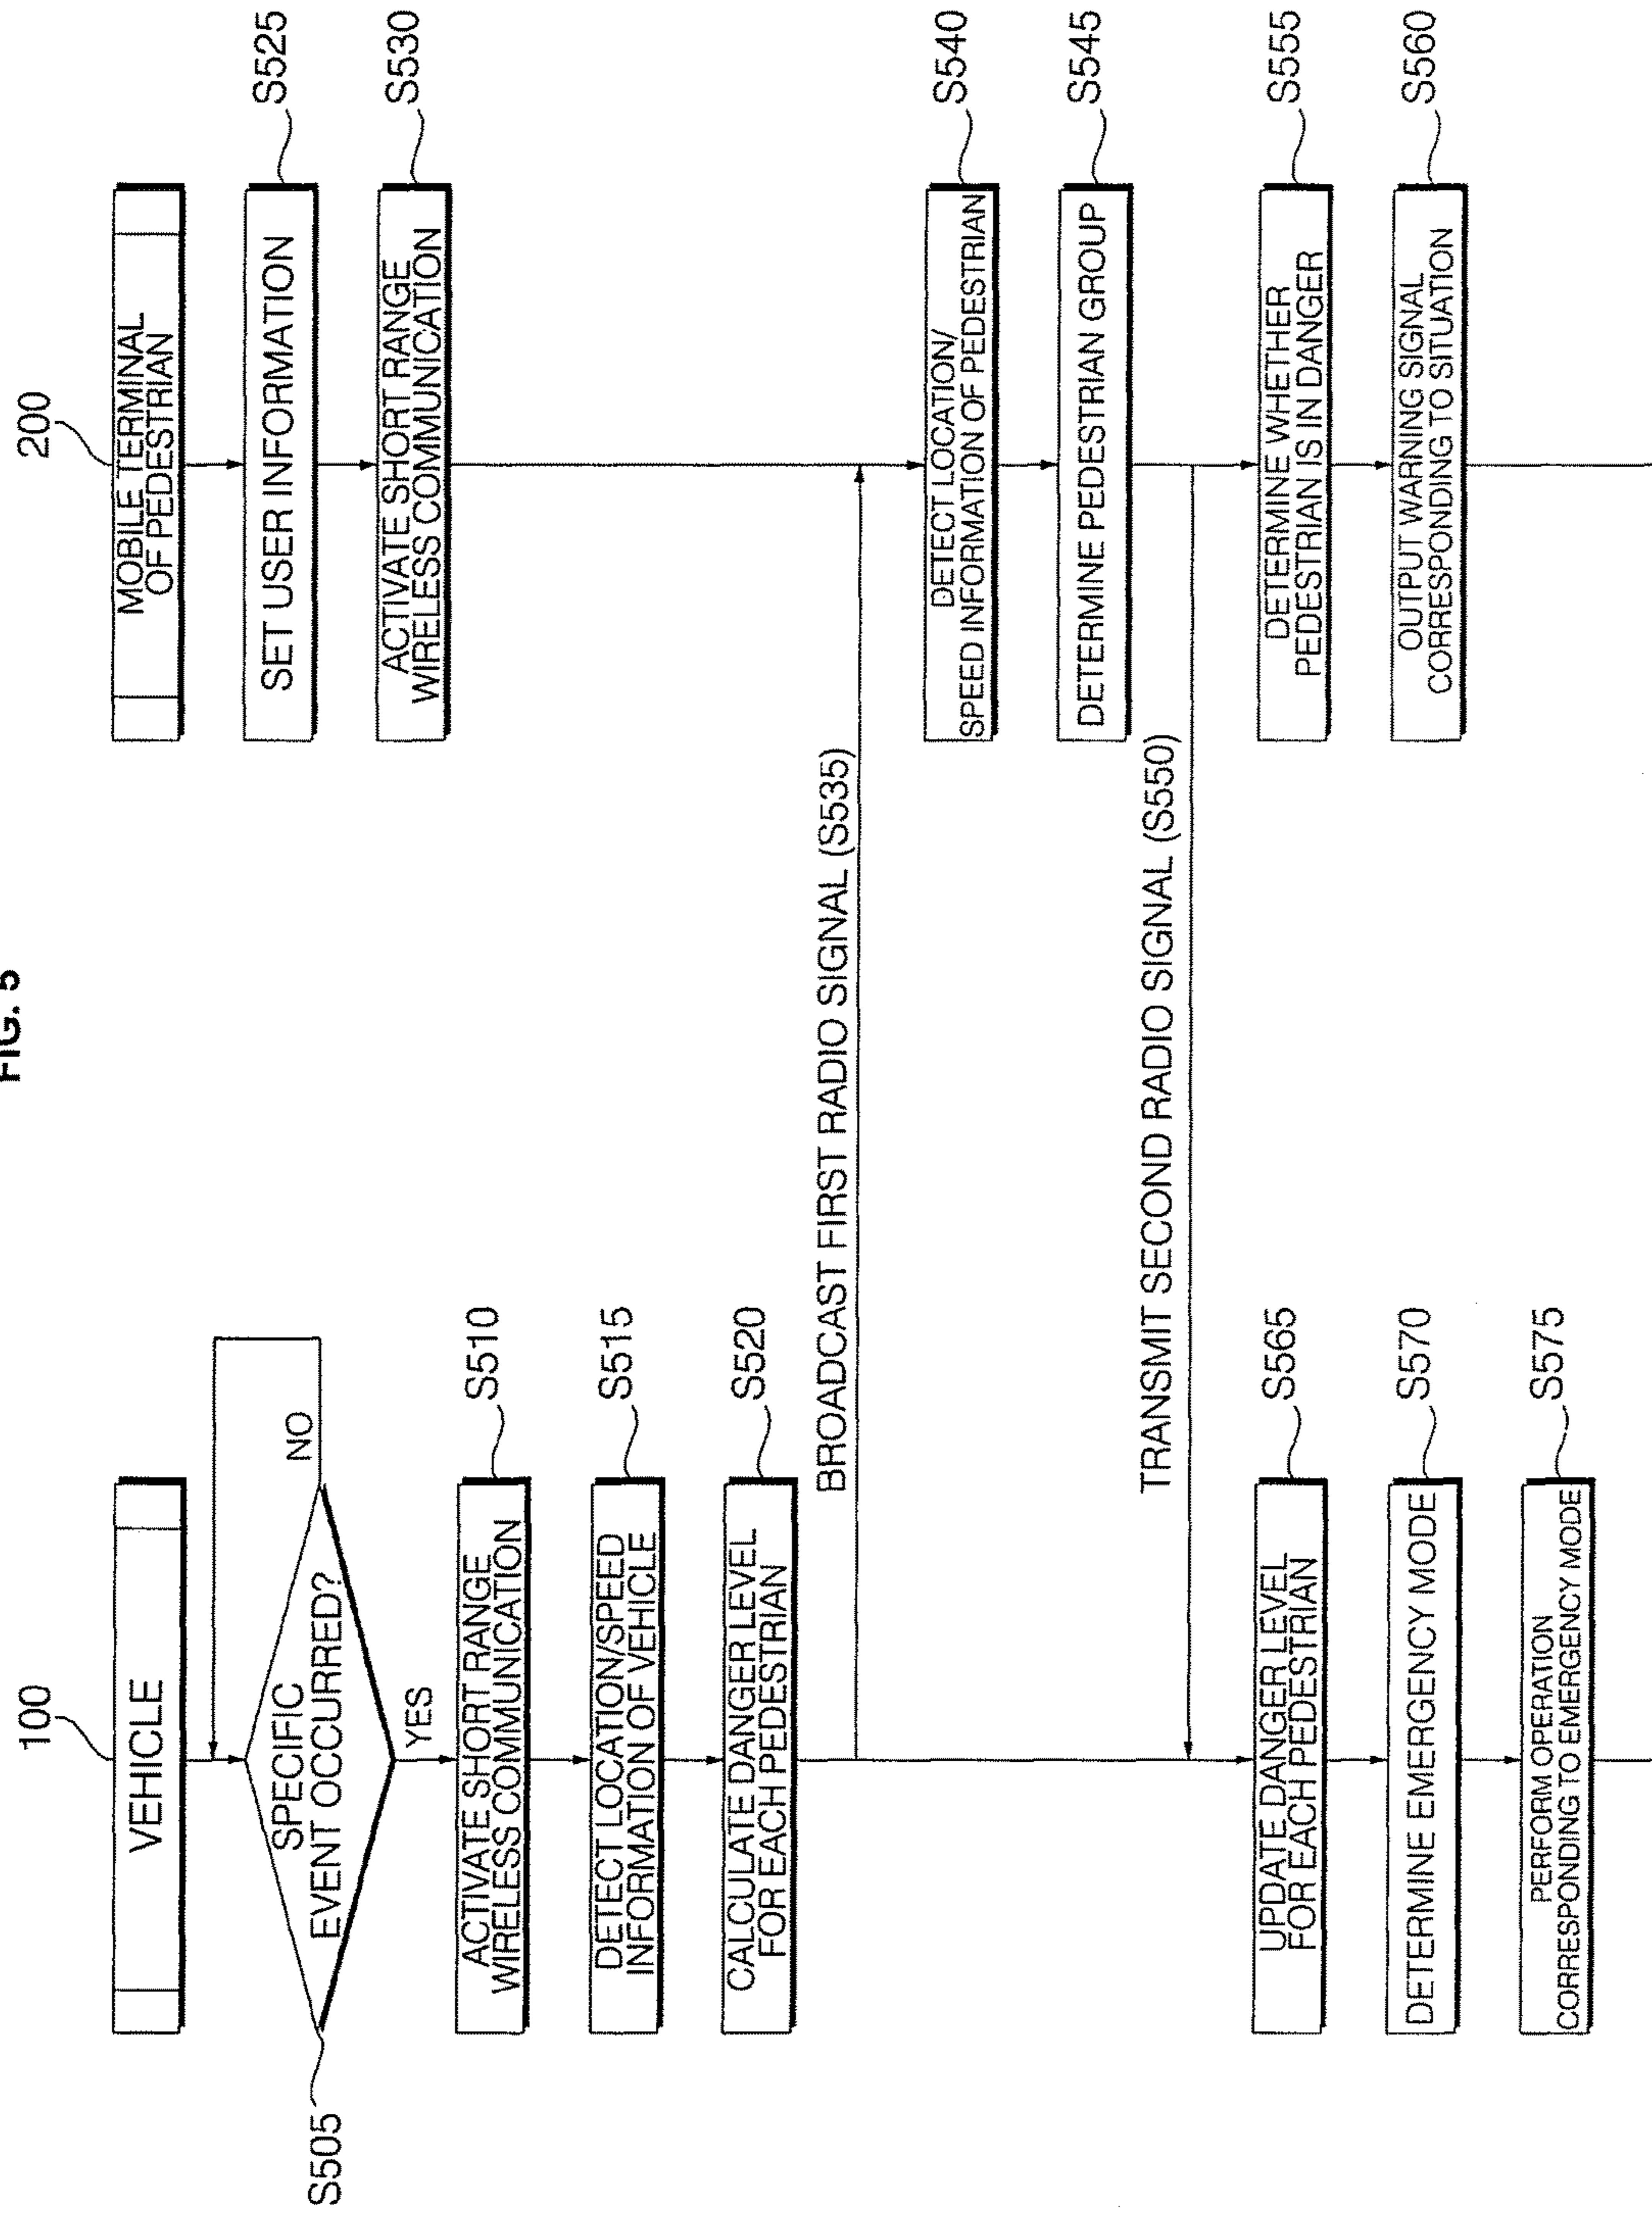 FIG. 5
100
VEHICLE
S505
SPECIFIC
EVENT OCCURRED?
NO
YES
ACTIVATE SHORT RANGE
WIRELESS COMMUNICATION
S510
DETECT LOCATION/SPEED
INFORMATION OF VEHICLE
S515
CALCULATE DANGER LEVEL
FOR EACH PEDESTRIAN
S520
200
MOBILE TERMINAL
OF PEDESTRIAN
SET USER INFORMATION
S525
ACTIVATE SHORT RANGE
WIRELESS COMMUNICATION
S530
BROADCAST FIRST RADIO SIGNAL (S535)
DETECT LOCATION/
SPEED INFORMATION OF PEDESTRIAN
S540
DETERMINE PEDESTRIAN GROUP
S545
TRANSMIT SECOND RADIO SIGNAL (S550)
DETERMINE WHETHER
PEDESTRIAN IS IN DANGER
S555
OUTPUT WARNING SIGNAL
CORRESPONDING TO SITUATION
S560
UPDATE DANGER LEVEL
FOR EACH PEDESTRIAN
S565
DETERMINE EMERGENCY MODE
S570
PERFORM OPERATION
CORRESPONDING TO EMERGENCY MODE
S575